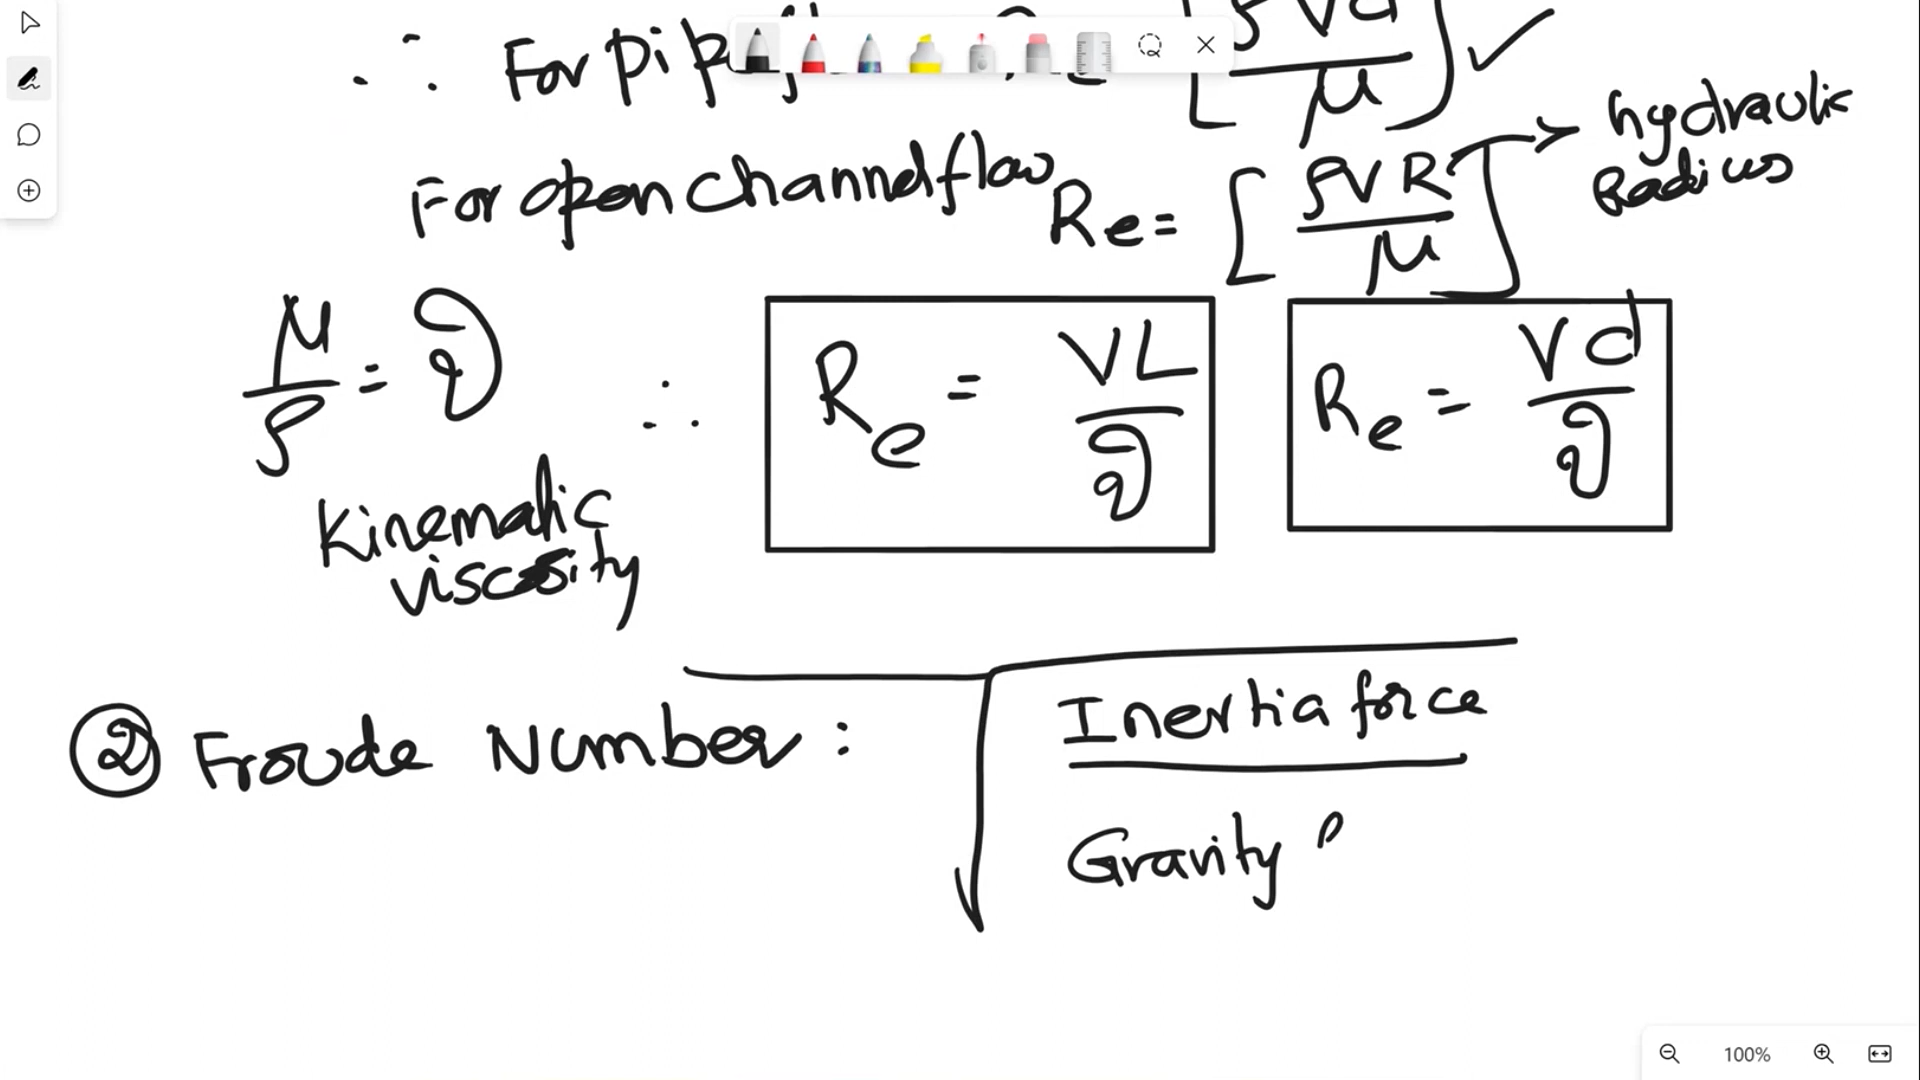 ∴ For pipe
ρVd
μ
For open channel flow Re = [ρVR
μ]
→ hydraulic
Radius
μ
ρ = ϑ
∴ Re = VL
ϑ
Re = Vd
ϑ
Kinematic
viscosity
② Froude Number :
Inertia force
Gravity
100%